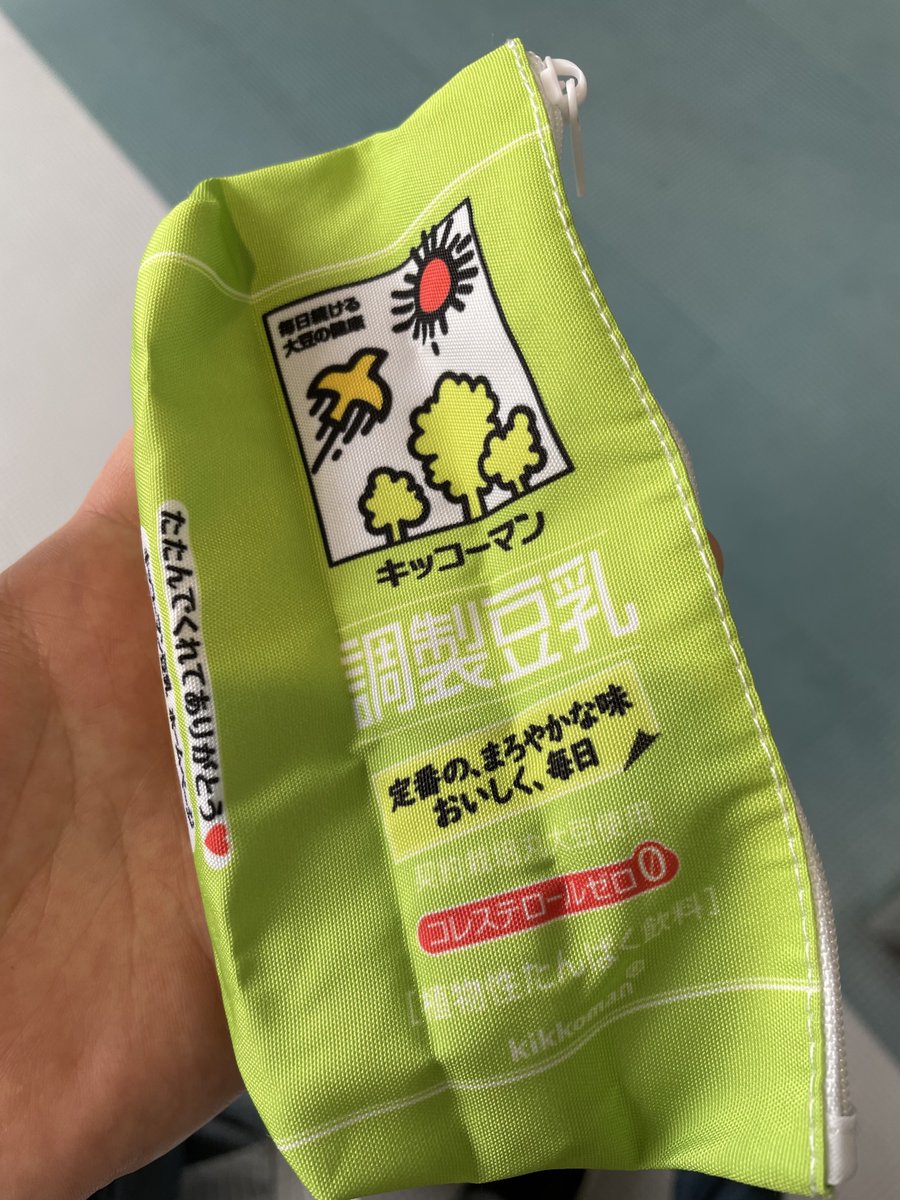 毎日続ける
大豆の健康
キッコーマン
調製豆乳
定番の、まろやかな味
おいしく、毎日
コレステロールゼロ0
[植物性たんぱく飲料]
kikkoman®
たたんでくれてありがとう